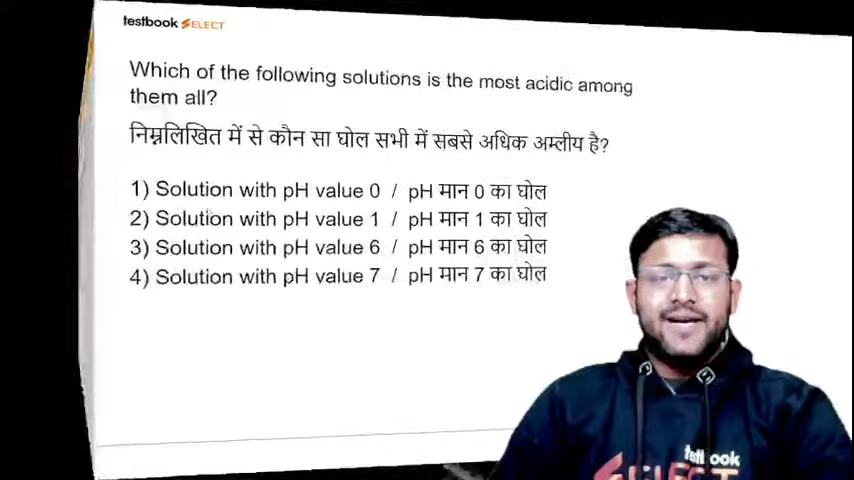 testbook SELECT
Which of the following solutions is the most acidic among
them all?
निम्नलिखित में से कौन सा घोल सभी में सबसे अधिक अम्लीय है?
1) Solution with pH value 0 / pH मान 0 का घोल
2) Solution with pH value 1 / pH मान 1 का घोल
3) Solution with pH value 6 / pH मान 6 का घोल
4) Solution with pH value 7 / pH मान 7 का घोल
testbook
SELECT